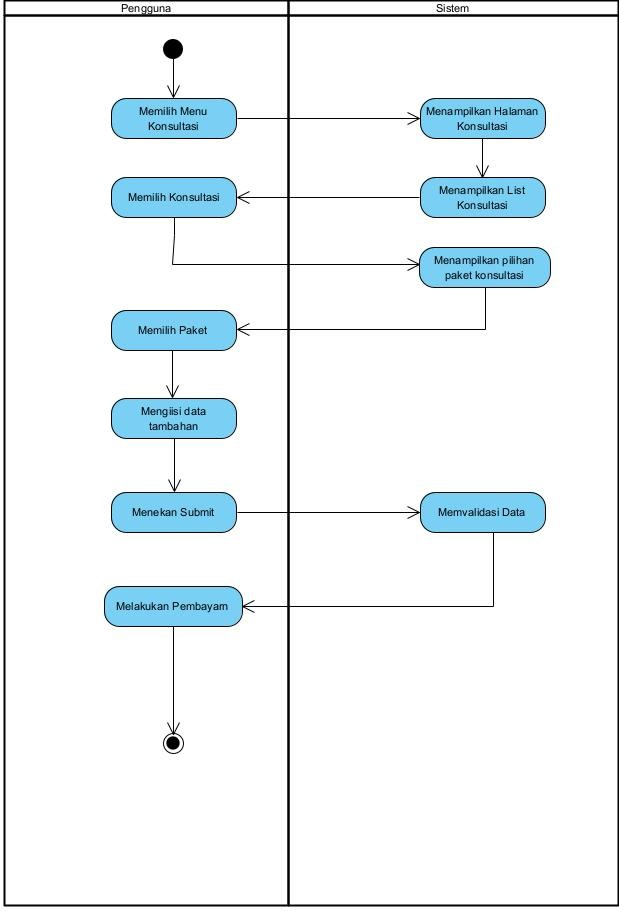 Pengguna
Sistem
Memilih Menu
Konsultasi
Menampilkan Halaman
Konsultasi
Menampilkan List
Konsultasi
Memilih Konsultasi
Menampilkan pilihan
paket konsultasi
Memilih Paket
Mengiisi data
tambahan
Menekan Submit
Memvalidasi Data
Melakukan Pembayarn